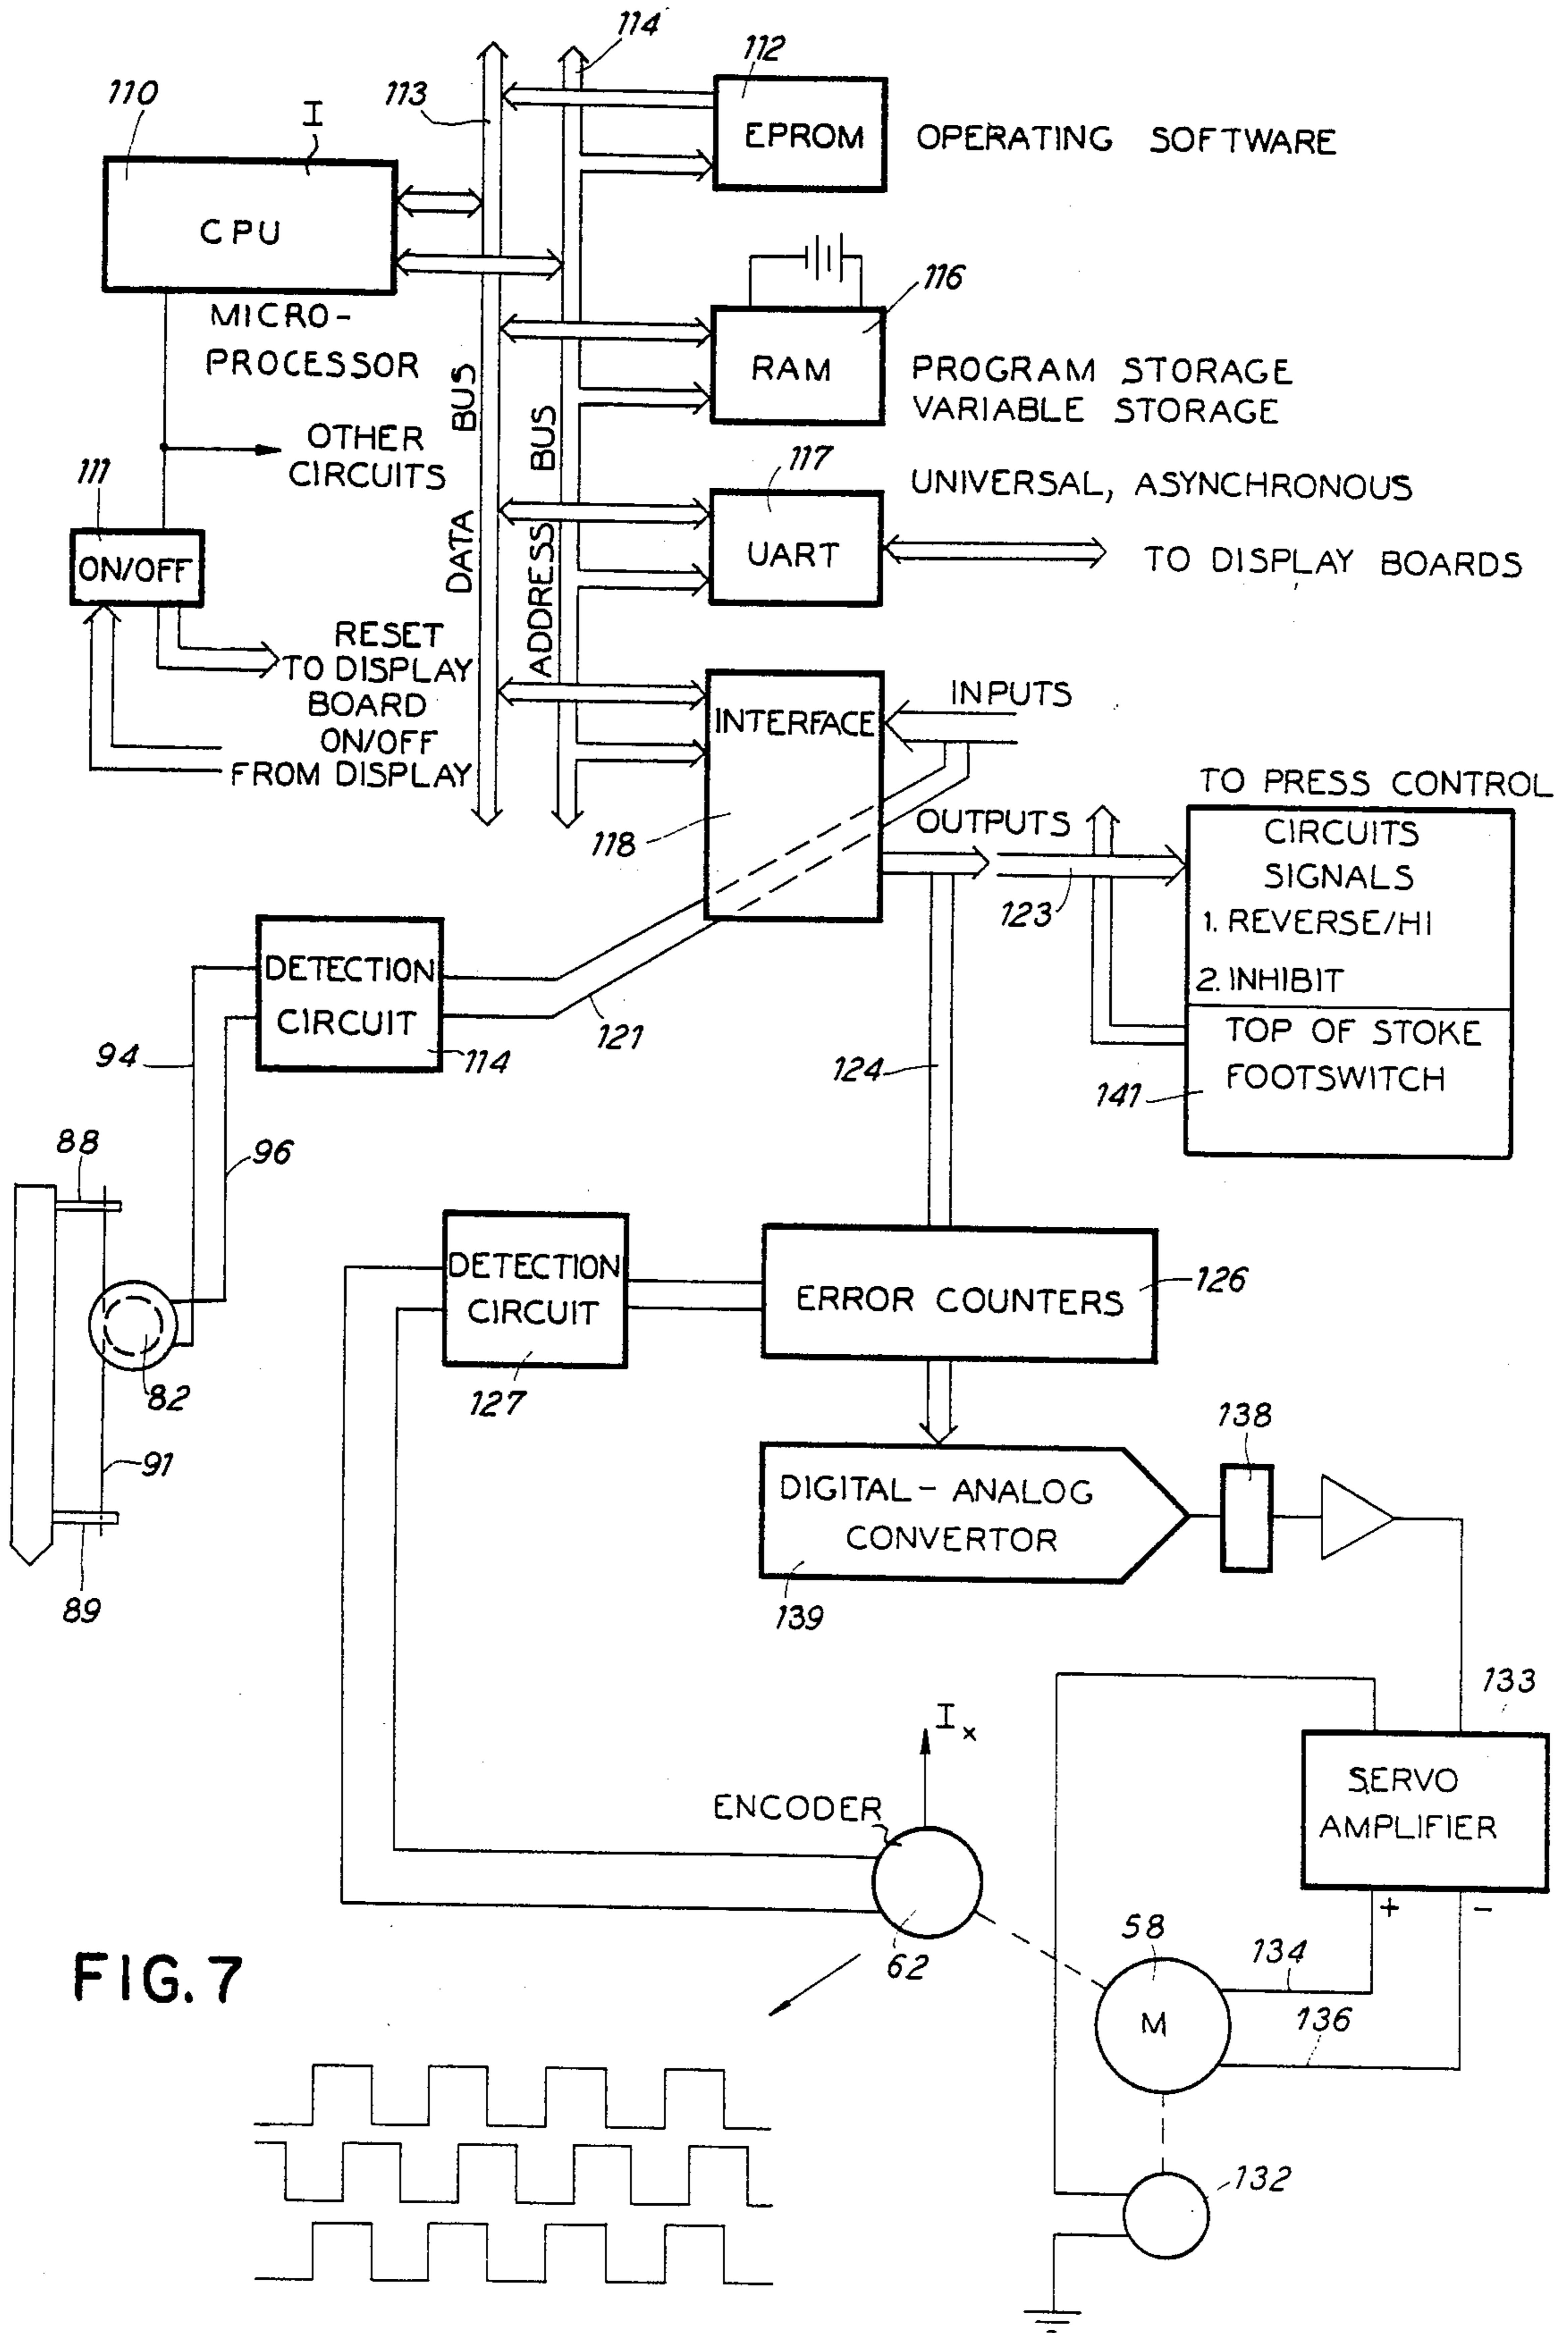 114
112
110
I
113
EPROM
OPERATING SOFTWARE
CPU
116
MICRO-
PROCESSOR
RAM
PROGRAM STORAGE
VARIABLE STORAGE
DATA BUS
ADDRESS BUS
OTHER
CIRCUITS
111
117
UNIVERSAL, ASYNCHRONOUS
ON/OFF
UART
TO DISPLAY BOARDS
RESET
TO DISPLAY
BOARD
ON/OFF
FROM DISPLAY
INTERFACE
INPUTS
118
OUTPUTS
TO PRESS CONTROL
CIRCUITS
SIGNALS
1. REVERSE/HI
2. INHIBIT
123
TOP OF STOKE
FOOTSWITCH
141
DETECTION
CIRCUIT
114
121
94
124
88
96
82
91
89
DETECTION
CIRCUIT
127
ERROR COUNTERS
126
138
DIGITAL-ANALOG
CONVERTOR
139
133
SERVO
AMPLIFIER
+
-
Ix
ENCODER
62
58
M
134
136
132
FIG. 7